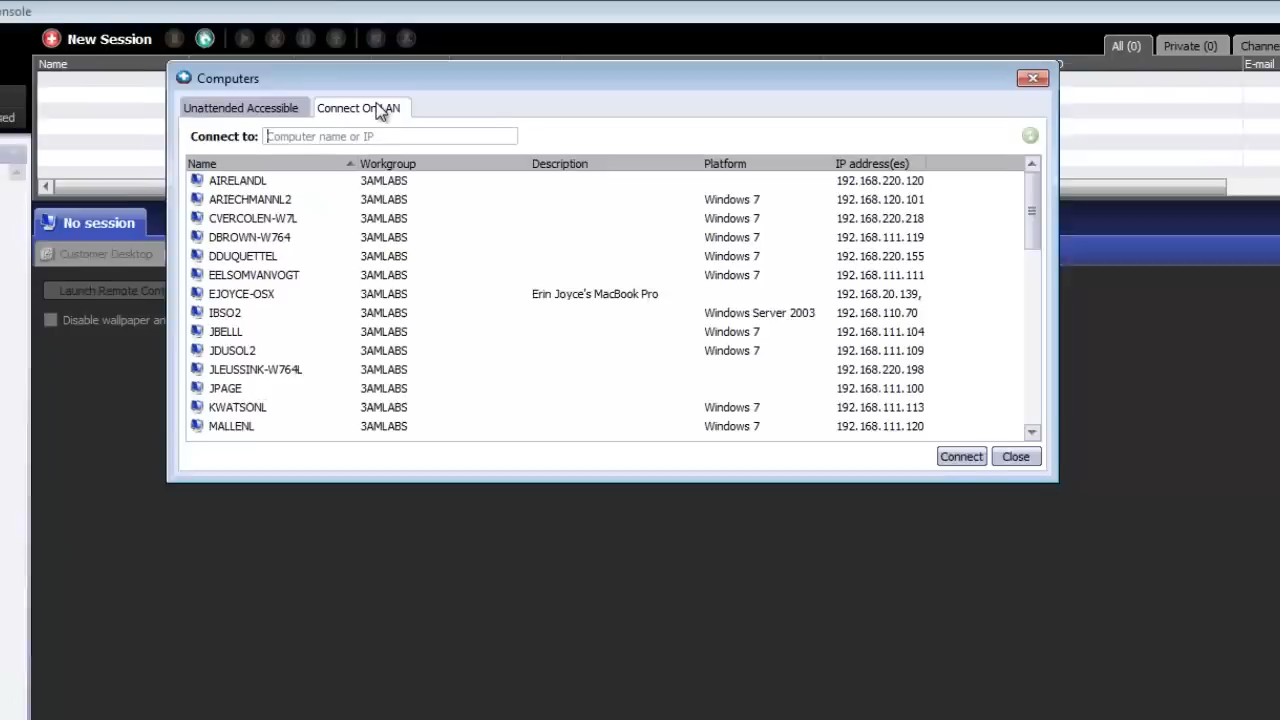 nsole
New Session
All (0) Private (0) Channe
Name E-mail
Computers
sed
Unattended Accessible Connect On LAN
Connect to: Computer name or IP
Name Workgroup Description Platform IP address(es)
AIRELANDL 3AMLABS 192.168.220.120
ARIECHMANNL2 3AMLABS Windows 7 192.168.120.101
CVERCOLEN-W7L 3AMLABS Windows 7 192.168.220.218
DBROWN-W764 3AMLABS Windows 7 192.168.111.119
DDUQUETTEL 3AMLABS Windows 7 192.168.220.155
EELSOMVANVOGT 3AMLABS Windows 7 192.168.111.111
EJOYCE-OSX 3AMLABS Erin Joyce's MacBook Pro 192.168.20.139,
IBSO2 3AMLABS Windows Server 2003 192.168.110.70
JBELLL 3AMLABS Windows 7 192.168.111.104
JDUSOL2 3AMLABS Windows 7 192.168.111.109
JLEUSSINK-W764L 3AMLABS 192.168.220.198
JPAGE 3AMLABS 192.168.111.100
KWATSONL 3AMLABS Windows 7 192.168.111.113
MALLENL 3AMLABS Windows 7 192.168.111.120
Connect Close
No session
Customer Desktop
Launch Remote Cont
Disable wallpaper an